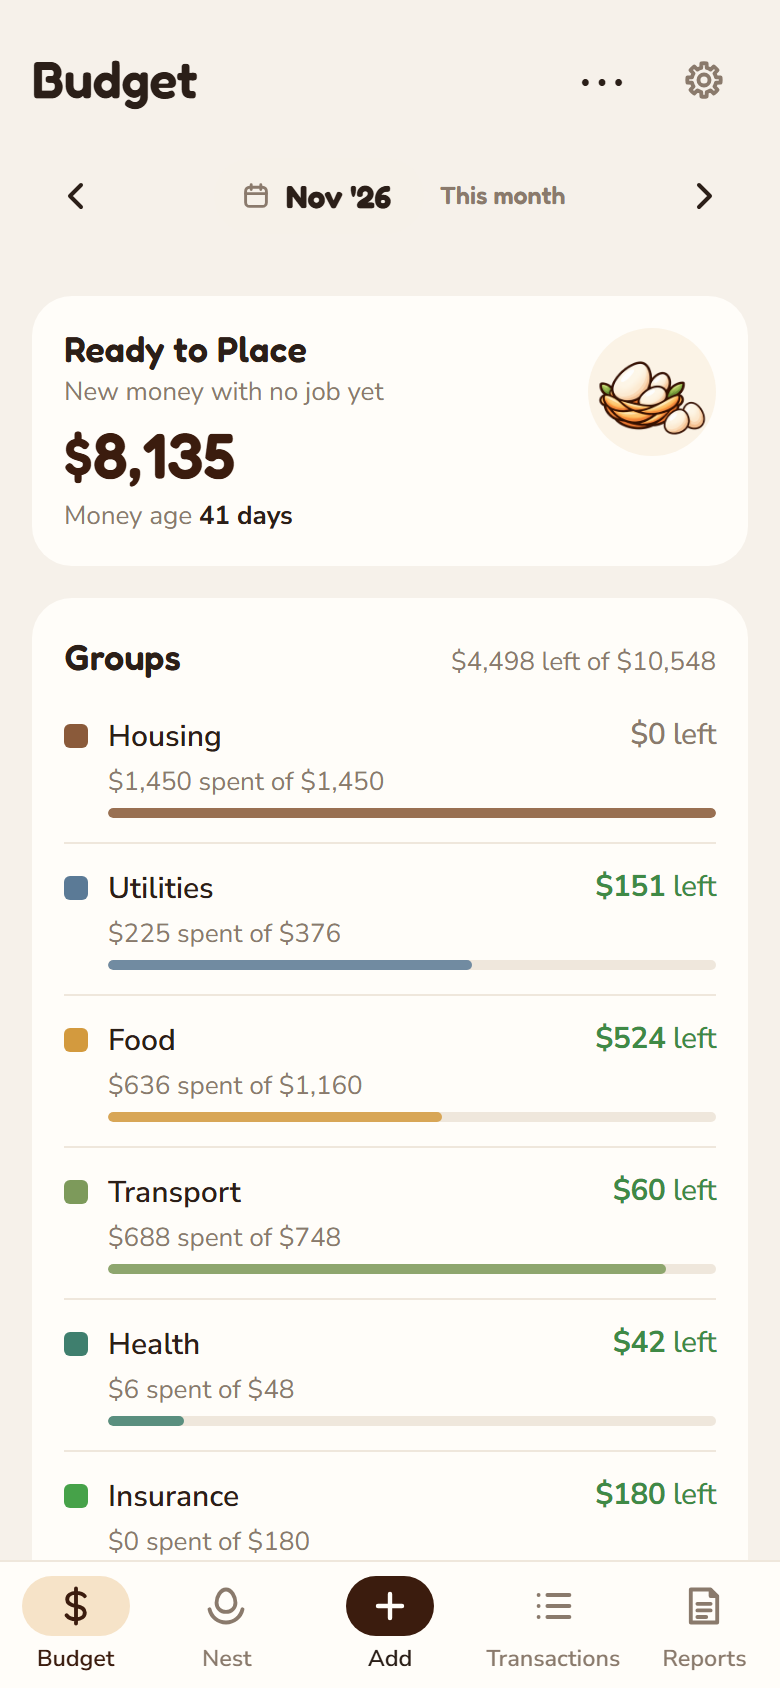 Budget
Nov '26 This month
Ready to Place
New money with no job yet
$8,135
Money age 41 days
Groups $4,498 left of $10,548
Housing $0 left
$1,450 spent of $1,450
Utilities $151 left
$225 spent of $376
Food $524 left
$636 spent of $1,160
Transport $60 left
$688 spent of $748
Health $42 left
$6 spent of $48
Insurance $180 left
$0 spent of $180
Budget Nest Add Transactions Reports